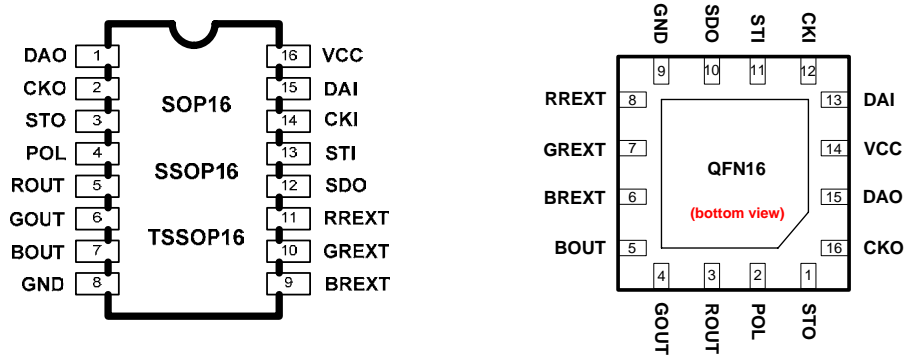 DAO 1 16 VCC
CKO 2 15 DAI
STO 3 14 CKI
POL 4 13 STI
ROUT 5 12 SDO
GOUT 6 11 RREXT
BOUT 7 10 GREXT
GND 8 9 BREXT
SOP16
SSOP16
TSSOP16
GND SDO STI CKI
9 10 11 12
RREXT 8 13 DAI
GREXT 7 14 VCC
BREXT 6 15 DAO
BOUT 5 16 CKO
QFN16
(bottom view)
4 3 2 1
GOUT ROUT POL STO